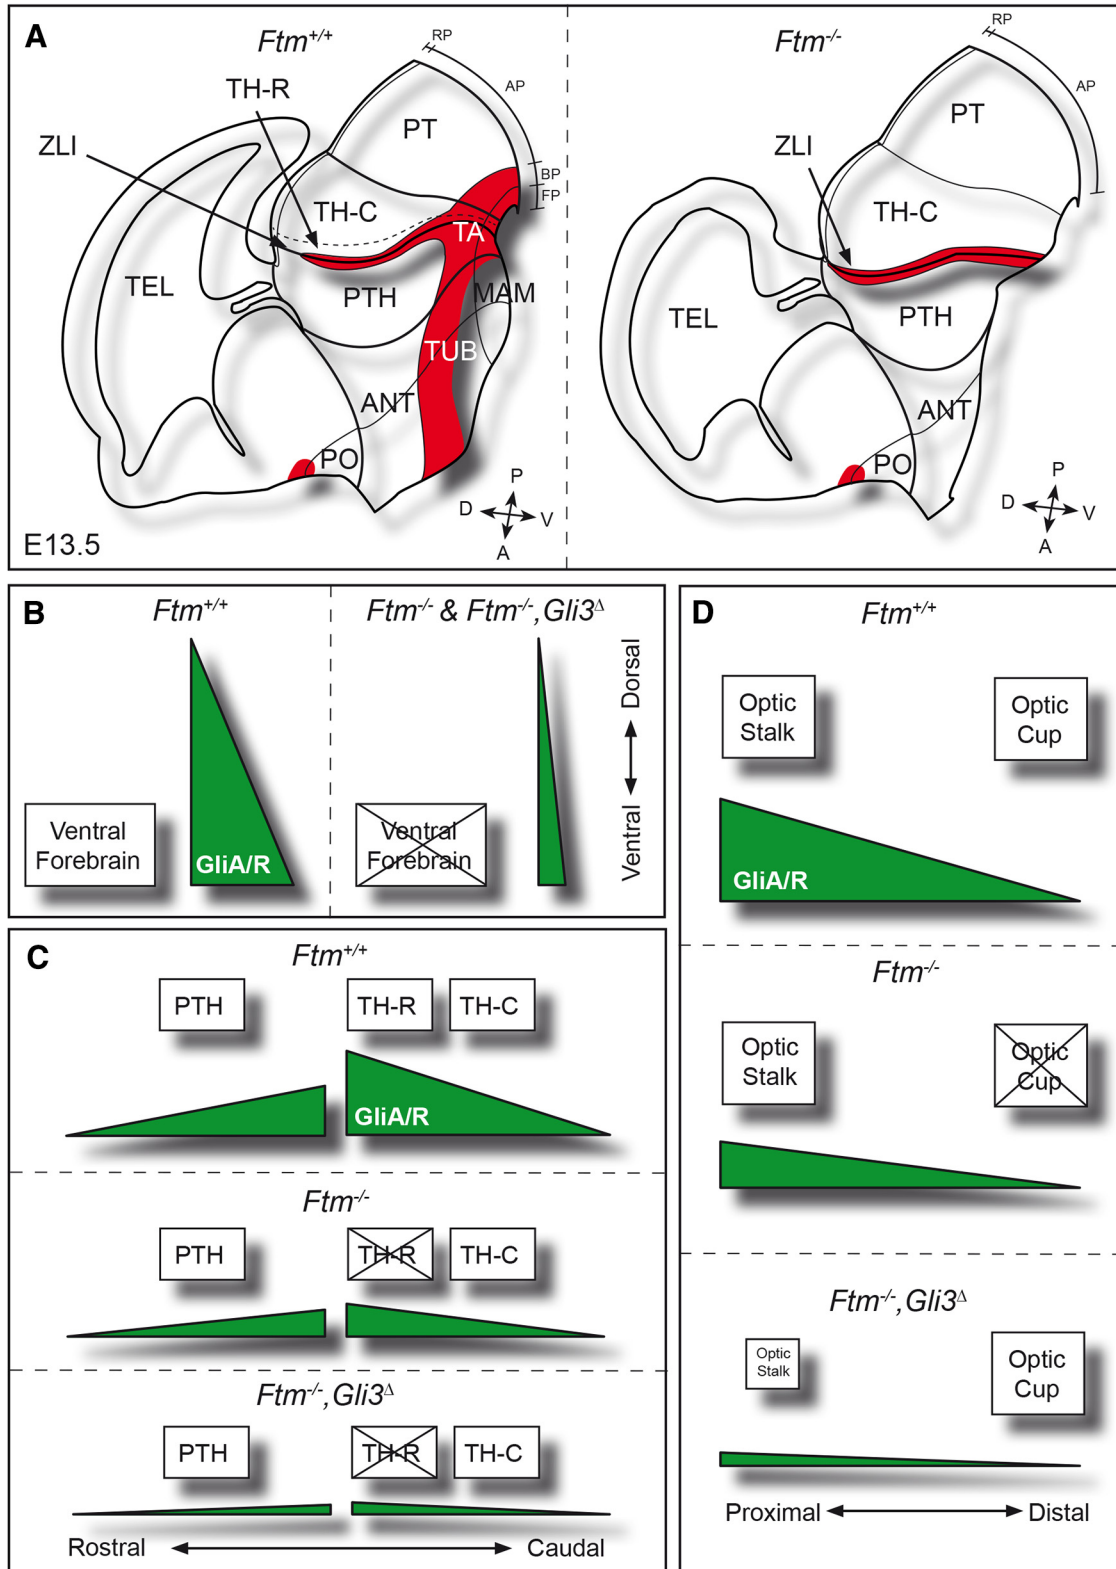 A
Ftm+/+
Ftm-/-
RP
AP
TH-R
PT
ZLI
BP
FP
TH-C
TA
TEL
PTH
MAM
TUB
ANT
PO
P
D
V
A
E13.5
RP
AP
PT
ZLI
TH-C
TEL
PTH
ANT
PO
P
D
V
A
B
Ftm+/+
Ftm-/- & Ftm-/-,Gli3Δ
Ventral
Forebrain
GliA/R
Ventral
Forebrain
Dorsal
Ventral
C
Ftm+/+
PTH
TH-R
TH-C
GliA/R
Ftm-/-
PTH
TH-R
TH-C
Ftm-/-,Gli3Δ
PTH
TH-R
TH-C
Rostral
Caudal
D
Ftm+/+
Optic
Stalk
Optic
Cup
GliA/R
Ftm-/-
Optic
Stalk
Optic
Cup
Ftm-/-,Gli3Δ
Optic
Stalk
Optic
Cup
Proximal
Distal